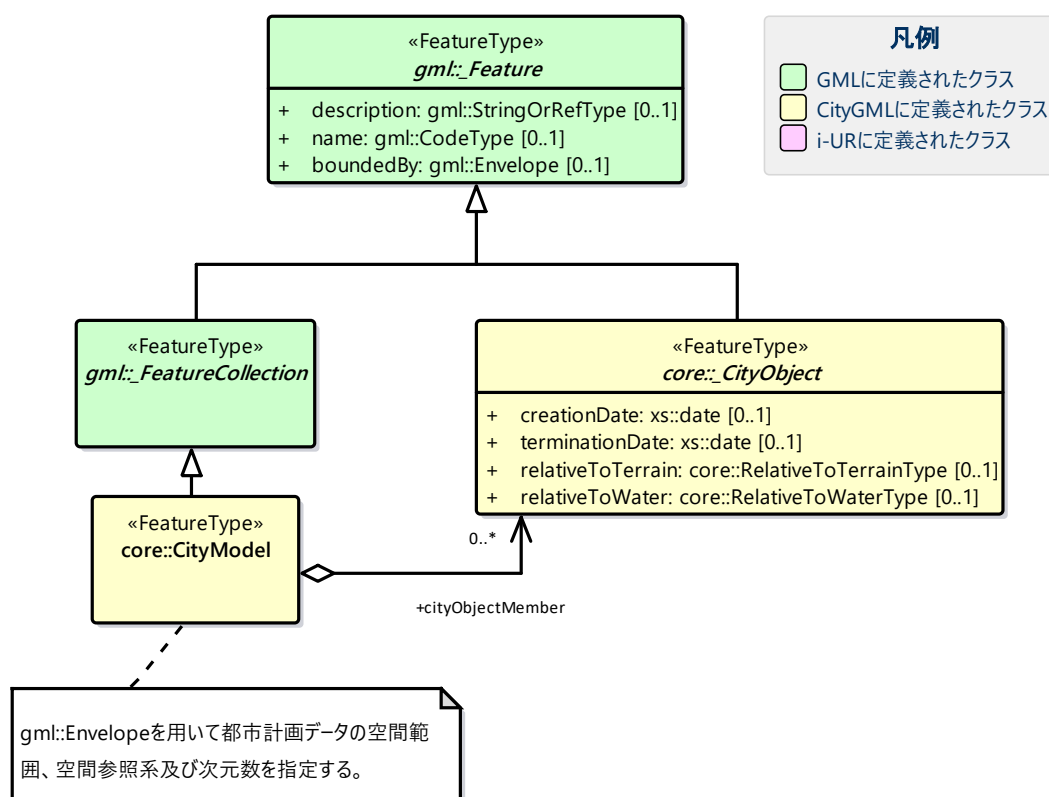 «FeatureType»
gml::_Feature
+ description: gml::StringOrRefType [0..1]
+ name: gml::CodeType [0..1]
+ boundedBy: gml::Envelope [0..1]
凡例
GMLに定義されたクラス
CityGMLに定義されたクラス
i-URに定義されたクラス
«FeatureType»
gml::_FeatureCollection
«FeatureType»
core::_CityObject
+ creationDate: xs::date [0..1]
+ terminationDate: xs::date [0..1]
+ relativeToTerrain: core::RelativeToTerrainType [0..1]
+ relativeToWater: core::RelativeToWaterType [0..1]
«FeatureType»
core::CityModel
0..*
+cityObjectMember
gml::Envelopeを用いて都市計画データの空間範
囲、空間参照系及び次元数を指定する。